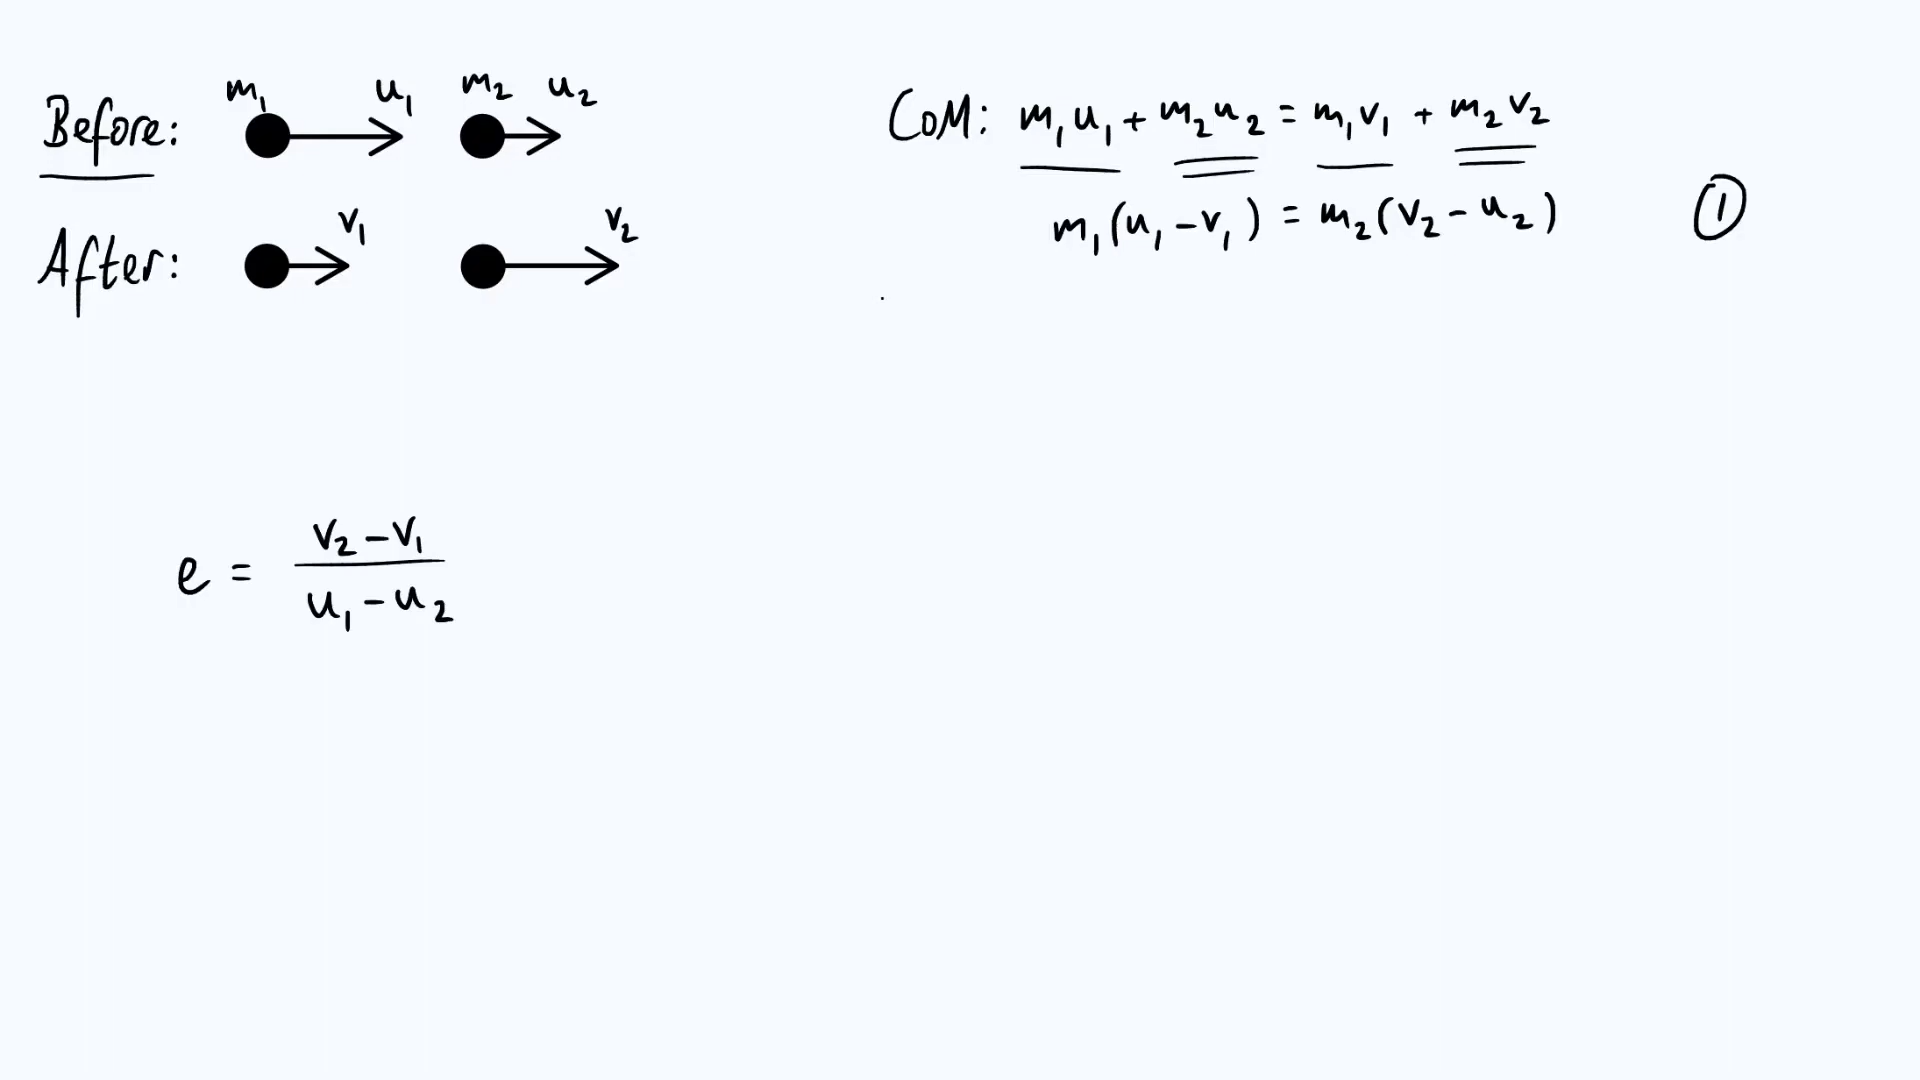 Before: m₁ u₁ m₂ u₂
After: v₁ v₂
CoM: m₁u₁ + m₂u₂ = m₁v₁ + m₂v₂
m₁(u₁ - v₁) = m₂(v₂ - u₂) ①
e = (v₂ - v₁)/(u₁ - u₂)